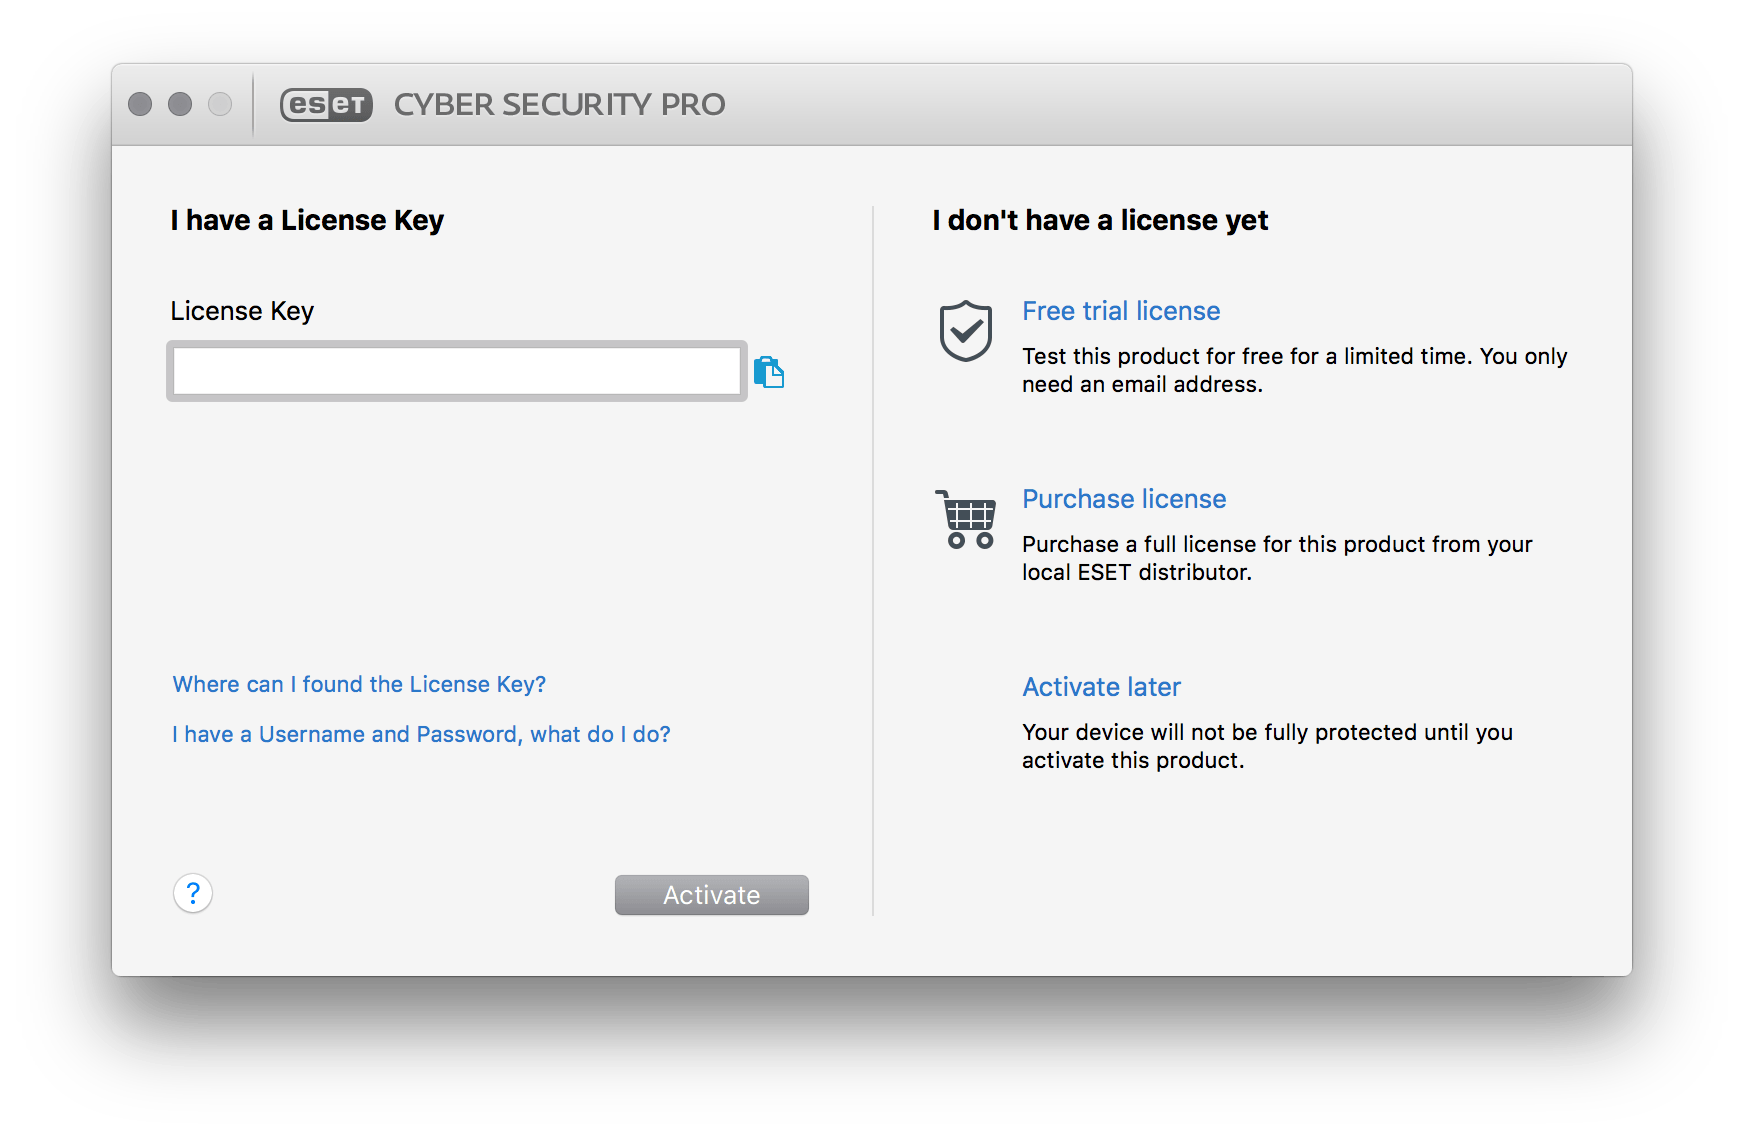 eset CYBER SECURITY PRO
I have a License Key
License Key
Where can I found the License Key?
I have a Username and Password, what do I do?
?
Activate
I don't have a license yet
Free trial license
Test this product for free for a limited time. You only
need an email address.
Purchase license
Purchase a full license for this product from your
local ESET distributor.
Activate later
Your device will not be fully protected until you
activate this product.